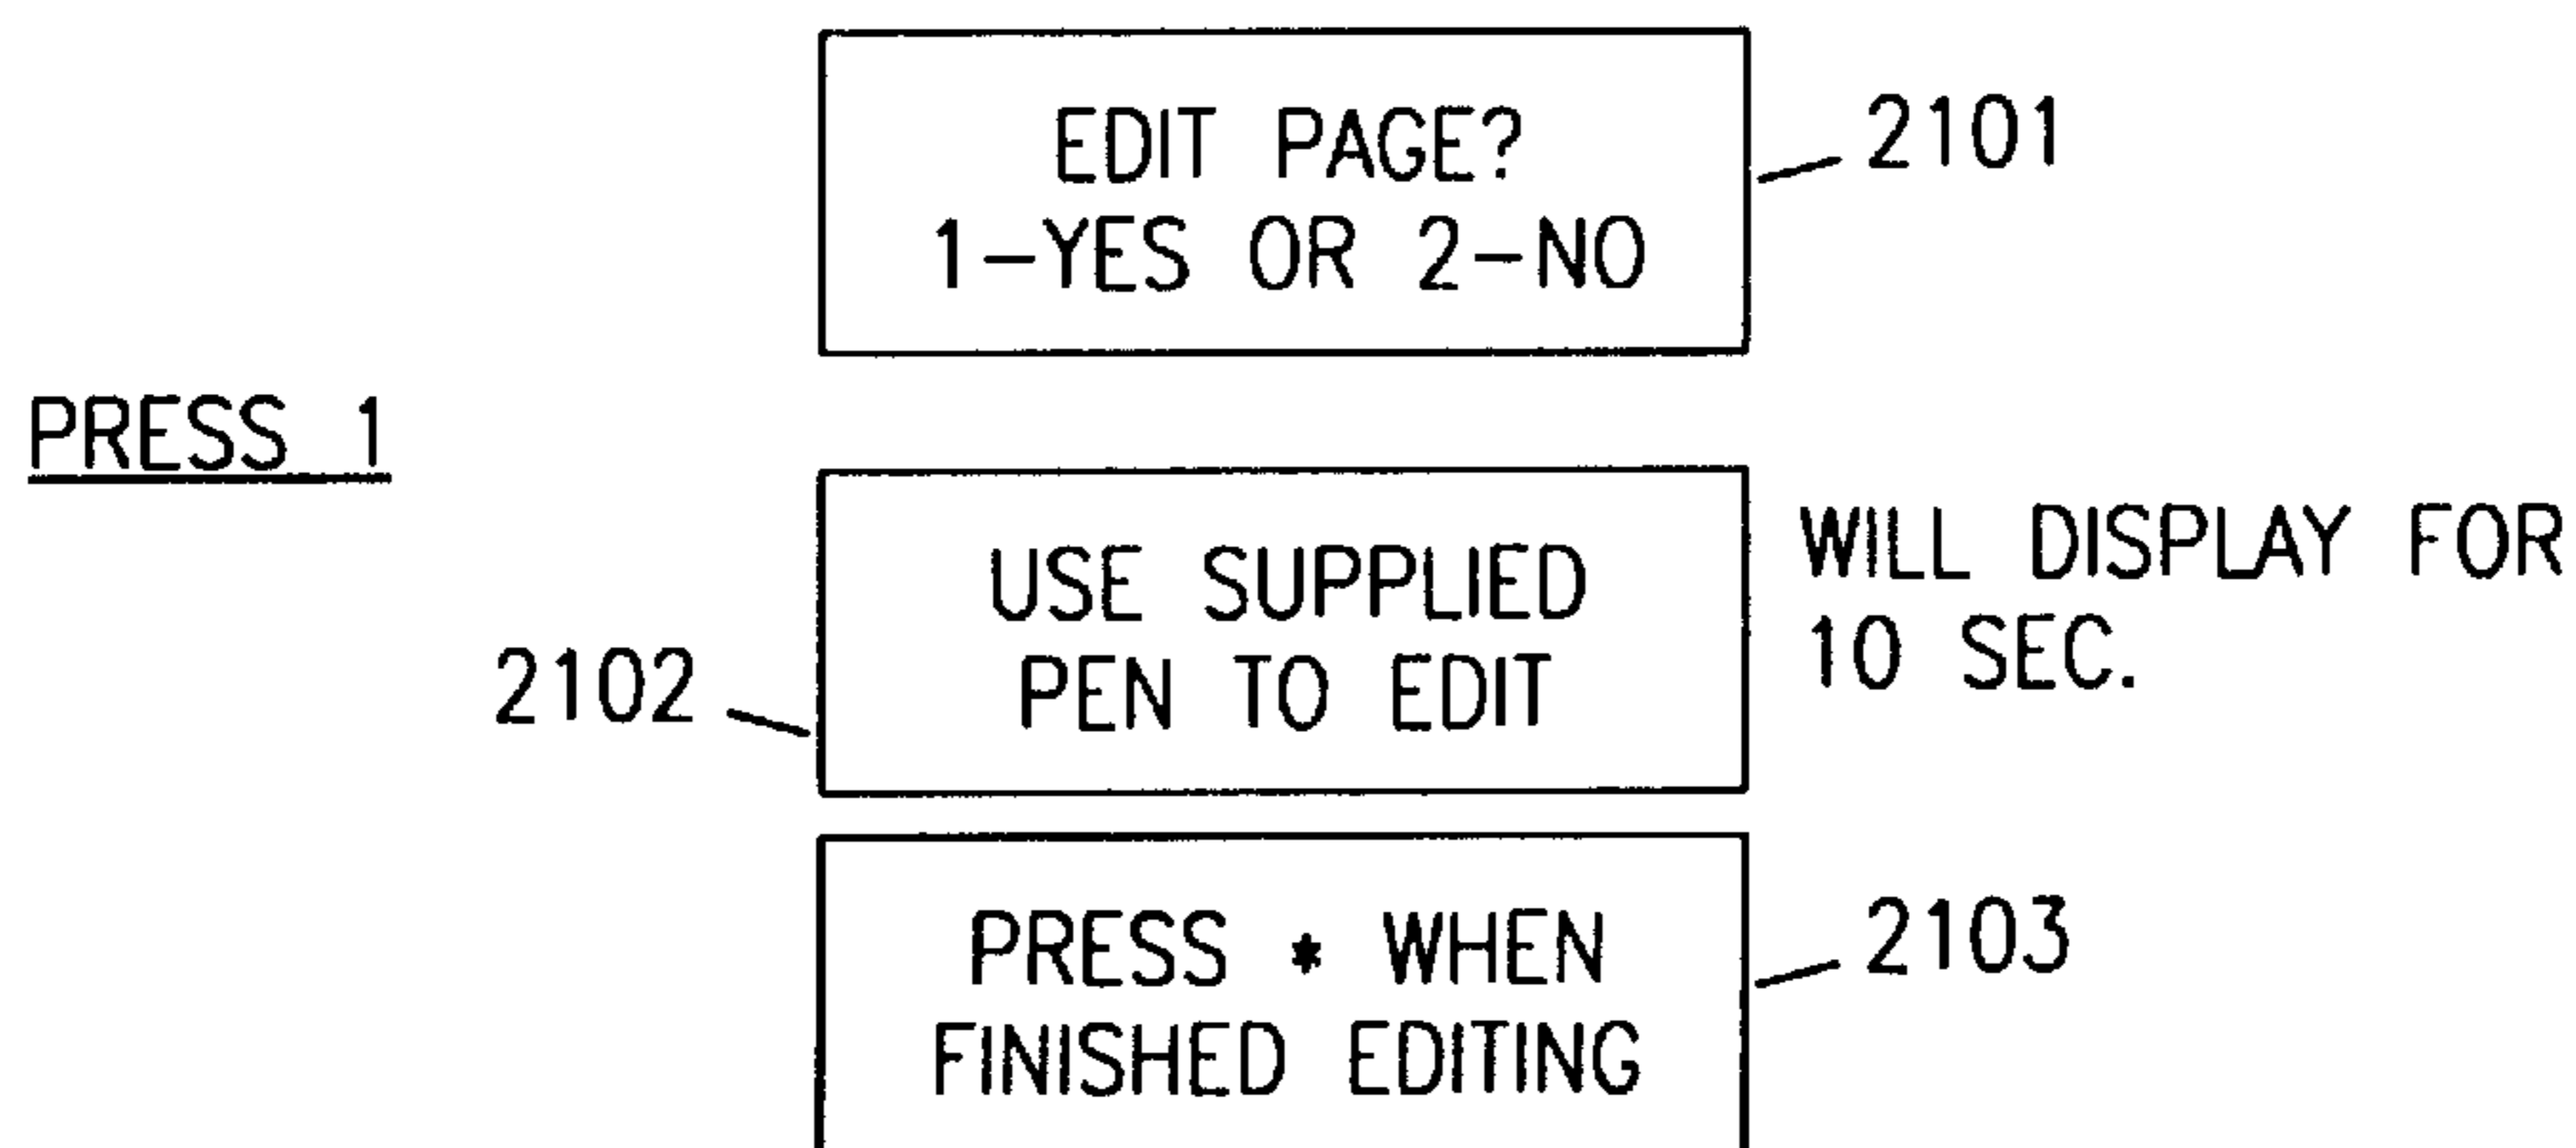 EDIT PAGE?
1-YES OR 2-NO
2101
PRESS 1
USE SUPPLIED
PEN TO EDIT
2102
WILL DISPLAY FOR
10 SEC.
PRESS * WHEN
FINISHED EDITING
2103